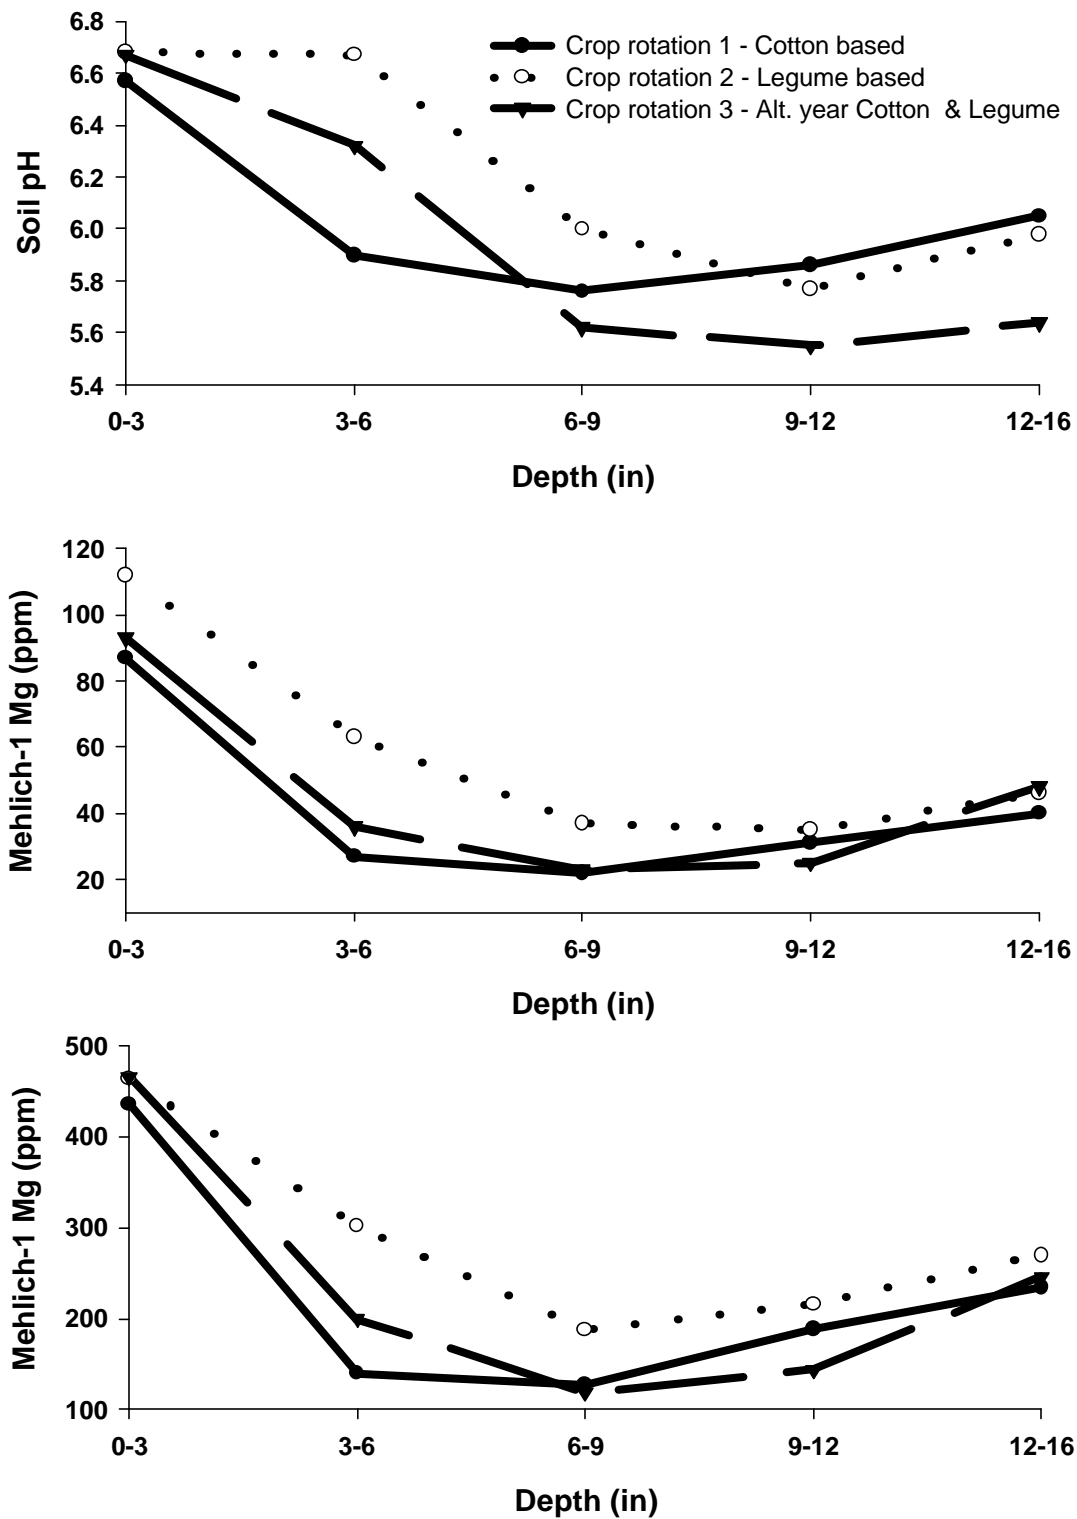 6.8
6.6
6.4
6.2
6.0
5.8
5.6
5.4
Soil pH
Crop rotation 1 - Cotton based
Crop rotation 2 - Legume based
Crop rotation 3 - Alt. year Cotton & Legume
0-3 3-6 6-9 9-12 12-16
Depth (in)
120
100
80
60
40
20
Mehlich-1 Mg (ppm)
0-3 3-6 6-9 9-12 12-16
Depth (in)
500
400
300
200
100
Mehlich-1 Mg (ppm)
0-3 3-6 6-9 9-12 12-16
Depth (in)